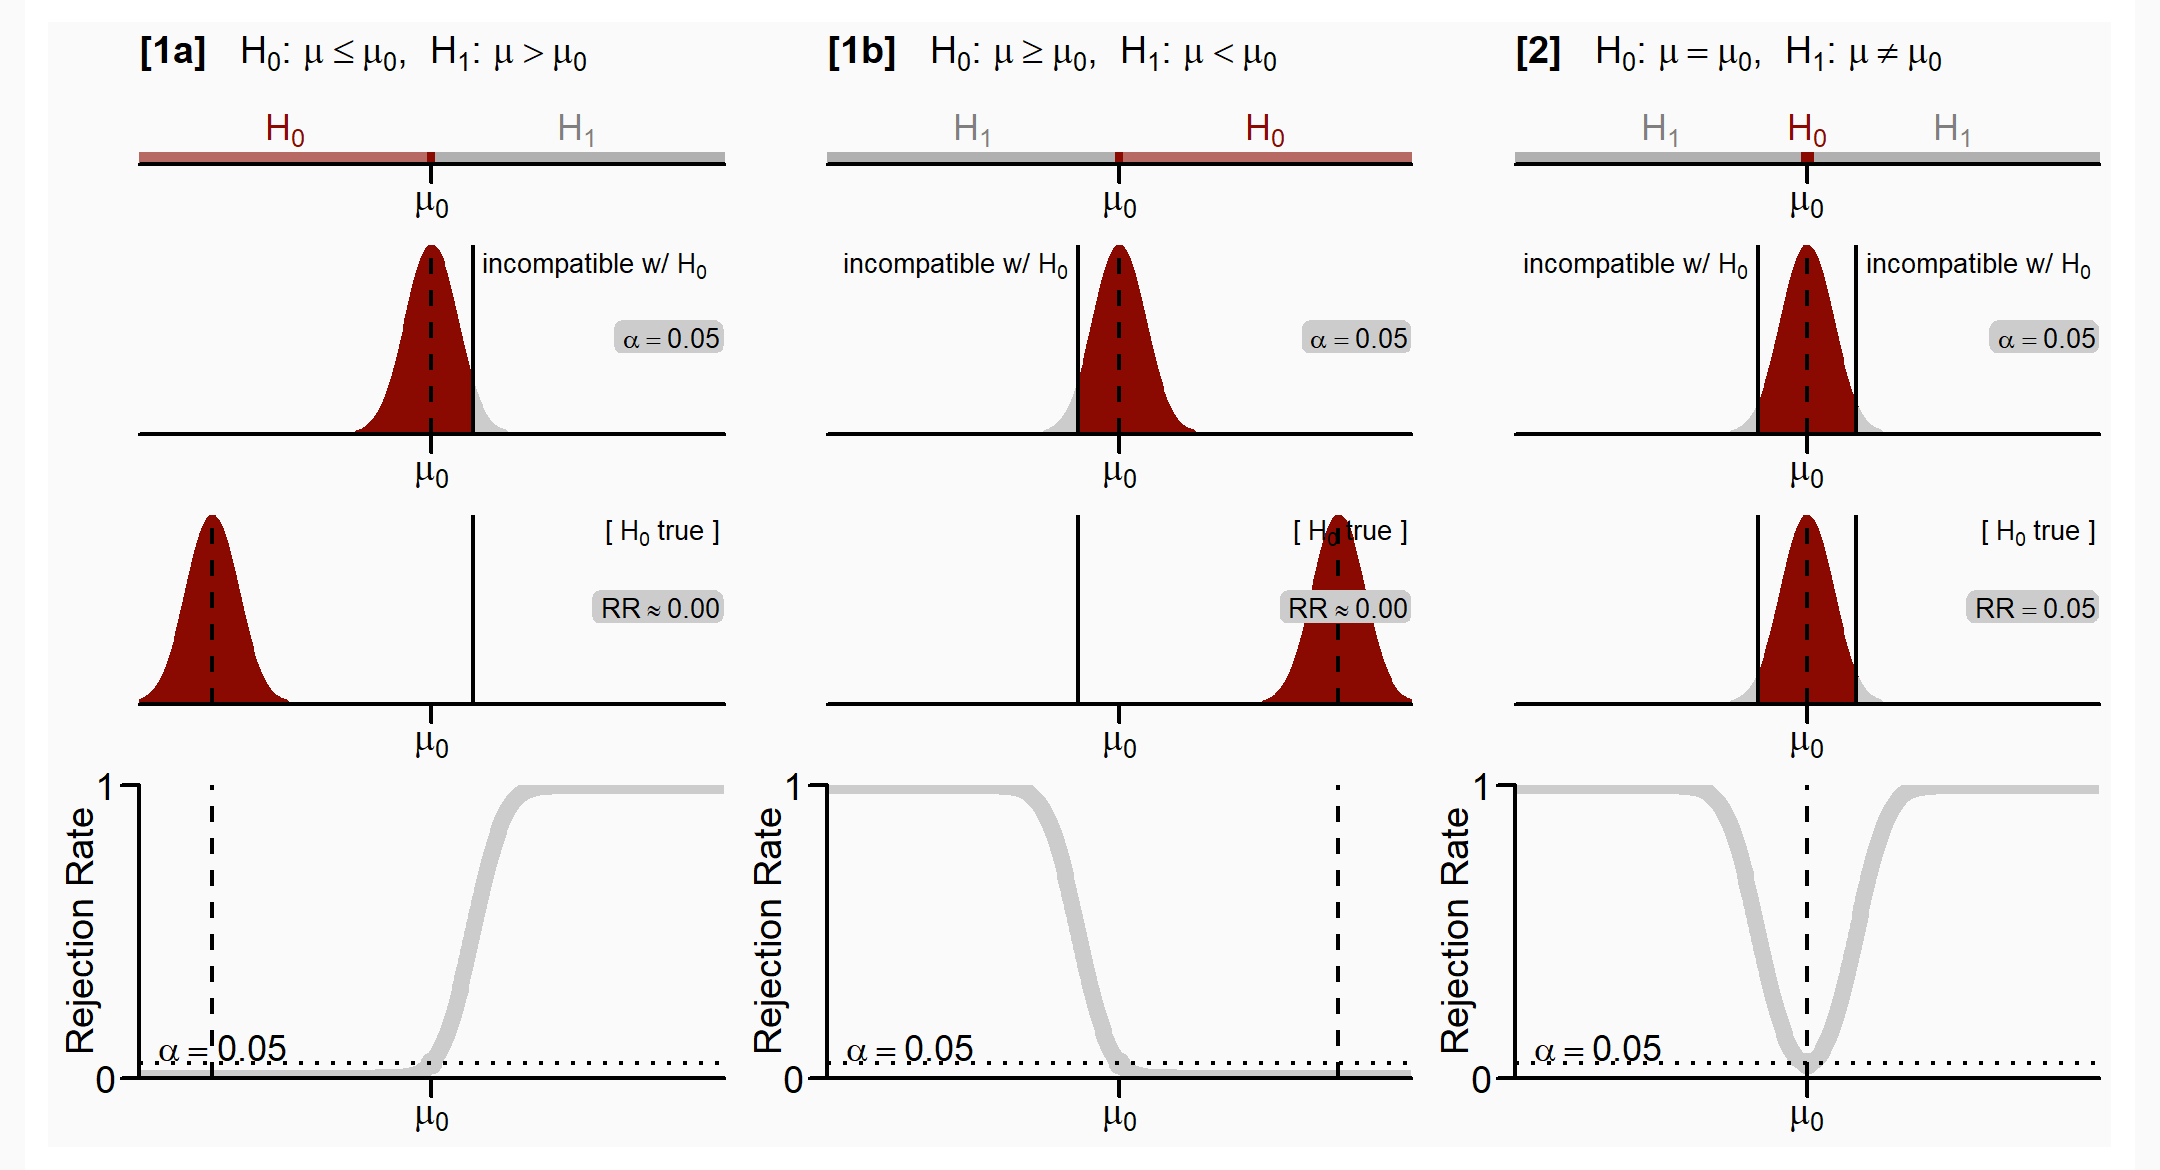 [1a] H₀: μ ≤ μ₀, H₁: μ > μ₀
H₀ H₁
μ₀
incompatible w/ H₀
α = 0.05
μ₀
[ H₀ true ]
RR ≈ 0.00
μ₀
1
Rejection Rate
α = 0.05
0
μ₀
[1b] H₀: μ ≥ μ₀, H₁: μ < μ₀
H₁ H₀
μ₀
incompatible w/ H₀
α = 0.05
μ₀
[ H₀ true ]
RR ≈ 0.00
1
Rejection Rate
α = 0.05
0
μ₀
[2] H₀: μ = μ₀, H₁: μ ≠ μ₀
H₁ H₀ H₁
μ₀
incompatible w/ H₀ incompatible w/ H₀
α = 0.05
μ₀
[ H₀ true ]
RR = 0.05
μ₀
1
Rejection Rate
α = 0.05
0
μ₀